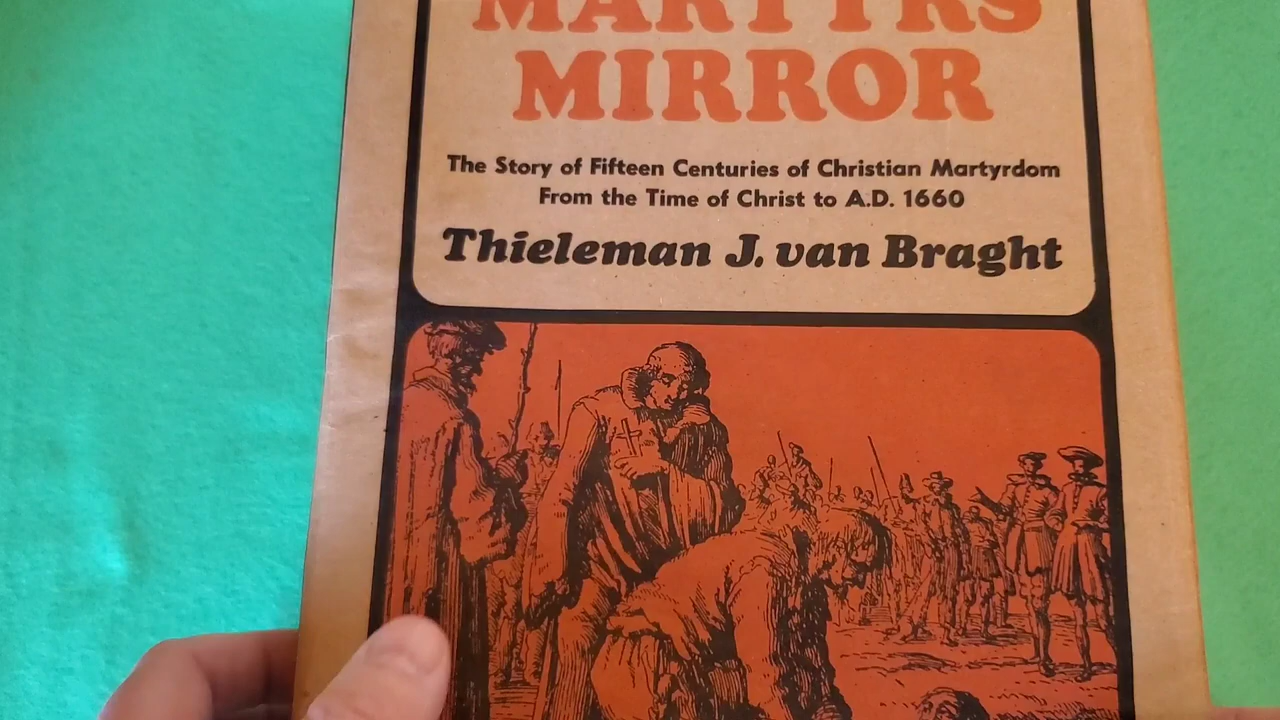 MARTYRS
MIRROR
The Story of Fifteen Centuries of Christian Martyrdom
From the Time of Christ to A.D. 1660
Thieleman J. van Braght